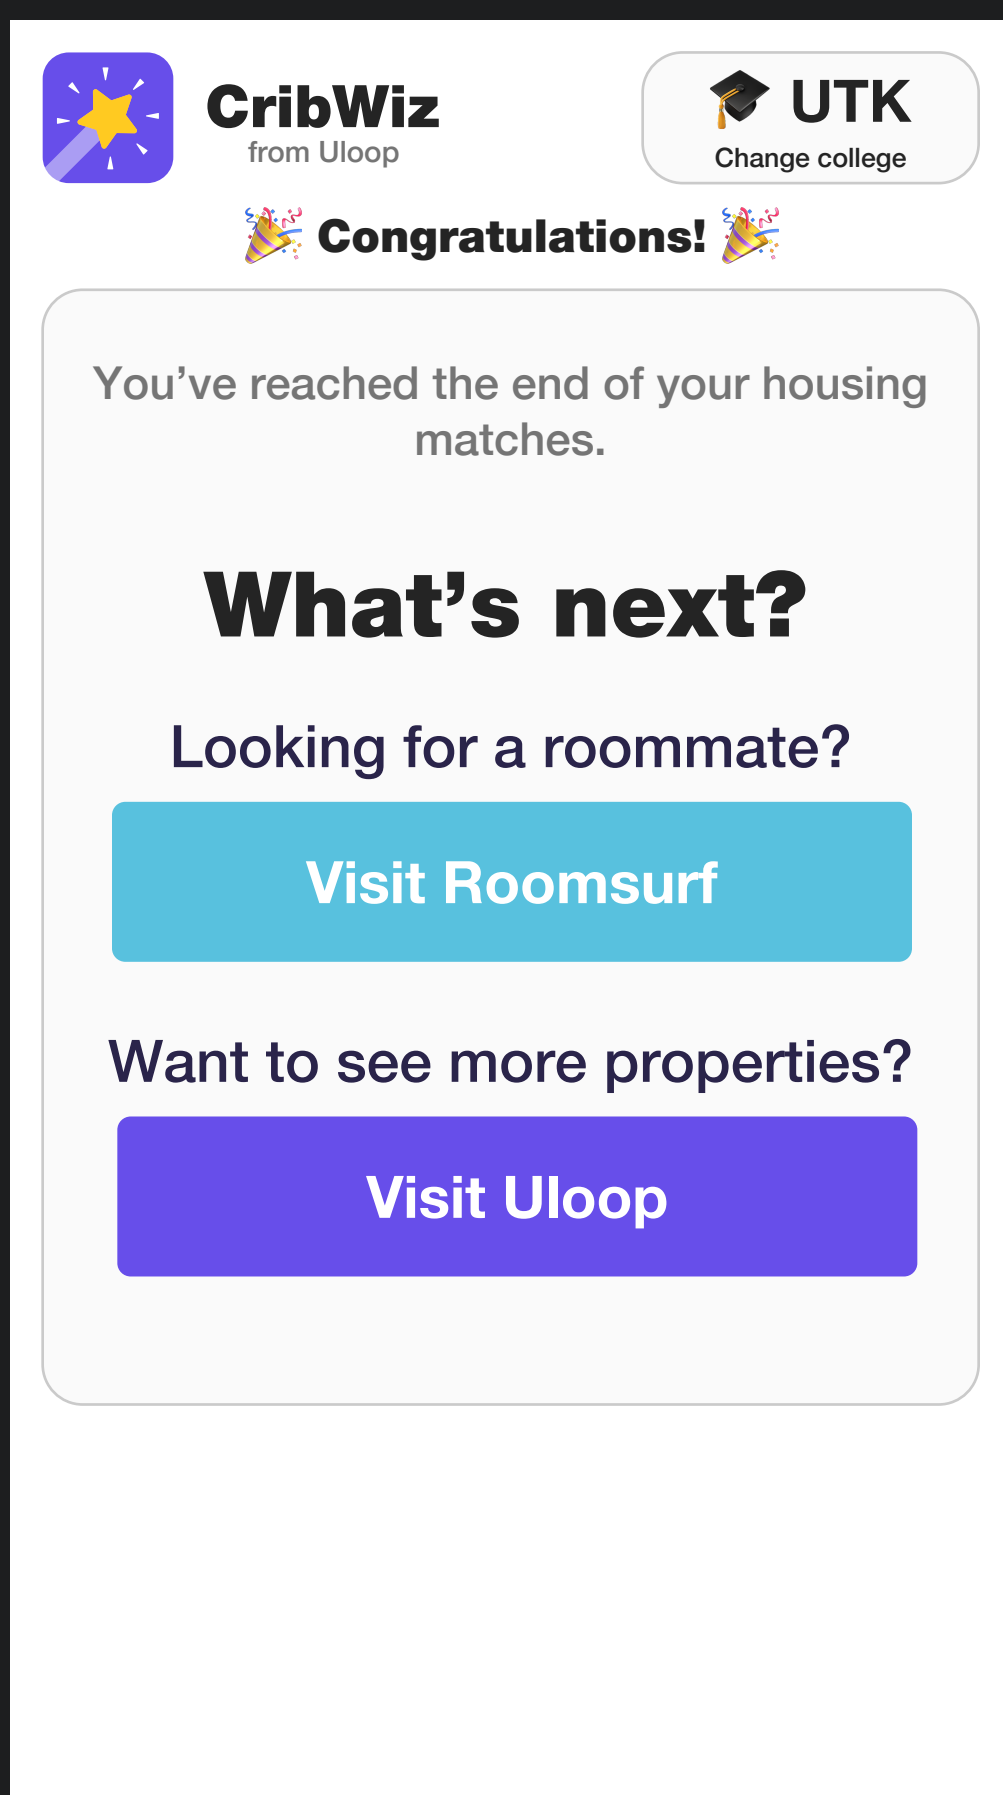 CribWiz
from Uloop
🎓 UTK
Change college
🎉 Congratulations! 🎉
You’ve reached the end of your housing
matches.
What’s next?
Looking for a roommate?
Visit Roomsurf
Want to see more properties?
Visit Uloop